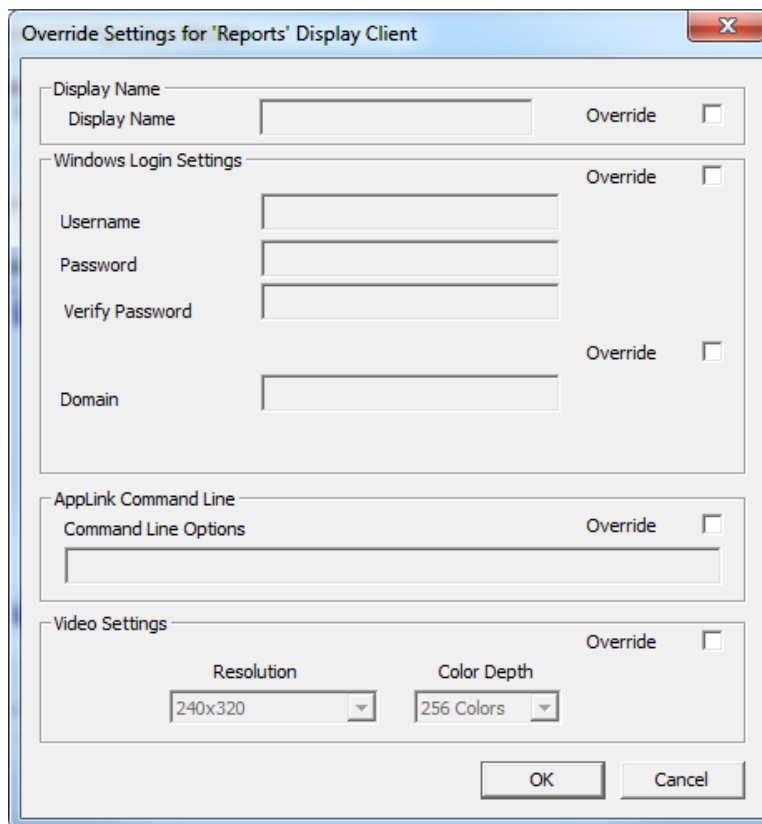 Override Settings for 'Reports' Display Client
Display Name
Display Name Override
Windows Login Settings
Override
Username
Password
Verify Password
Override
Domain
AppLink Command Line
Command Line Options Override
Video Settings
Override
Resolution Color Depth
240x320 256 Colors
OK Cancel